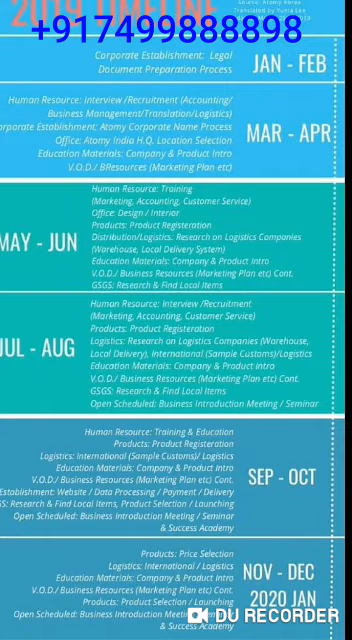 2019 TIMELINE
Translated by Yunra Lee
+917499888898
Corporate Establishment: Legal
Document Preparation Process
JAN - FEB
Human Resource: Interview /Recruitment (Accounting/
Business Management/Translation/Logistics)
orporate Establishment: Atomy Corporate Name Process
Office: Atomy India H.Q. Location Selection
Education Materials: Company & Product Intro
V.O.D./ BResources (Marketing Plan etc)
MAR - APR
MAY - JUN
Human Resource: Training
(Marketing, Accounting, Customer Service)
Office: Design / Interior
Products: Product Registeration
Distribution/Logistics: Research on Logistics Companies
(Warehouse, Local Delivery System)
Education Materials: Company & Product Intro
V.O.D./ Business Resources (Marketing Plan etc) Cont.
GSGS: Research & Find Local Items
JUL - AUG
Human Resource: Interview /Recruitment
(Marketing, Accounting, Customer Service)
Products: Product Registeration
Logistics: Research on Logistics Companies (Warehouse,
Local Delivery), International (Sample Customs)/Logistics
Education Materials: Company & Product Intro
V.O.D./ Business Resources (Marketing Plan etc) Cont.
GSGS: Research & Find Local Items
Open Scheduled: Business Introduction Meeting / Seminar
Human Resource: Training & Education
Products: Product Registeration
Logistics: International (Sample Customs)/ Logistics
Education Materials: Company & Product Intro
V.O.D./ Business Resources (Marketing Plan etc) Cont.
Establishment: Website / Data Processing / Payment / Delivery
GS: Research & Find Local Items, Product Selection / Launching
Open Scheduled: Business Introduction Meeting / Seminar
& Success Academy
SEP - OCT
Products: Price Selection
Logistics: International / Logistics
Education Materials: Company & Product Intro
V.O.D./ Business Resources (Marketing Plan etc) Cont.
Products: Product Selection / Launching
Open Scheduled: Business Introduction Meeting
& Success Academy
NOV - DEC
2020 JAN
DU RECORDER